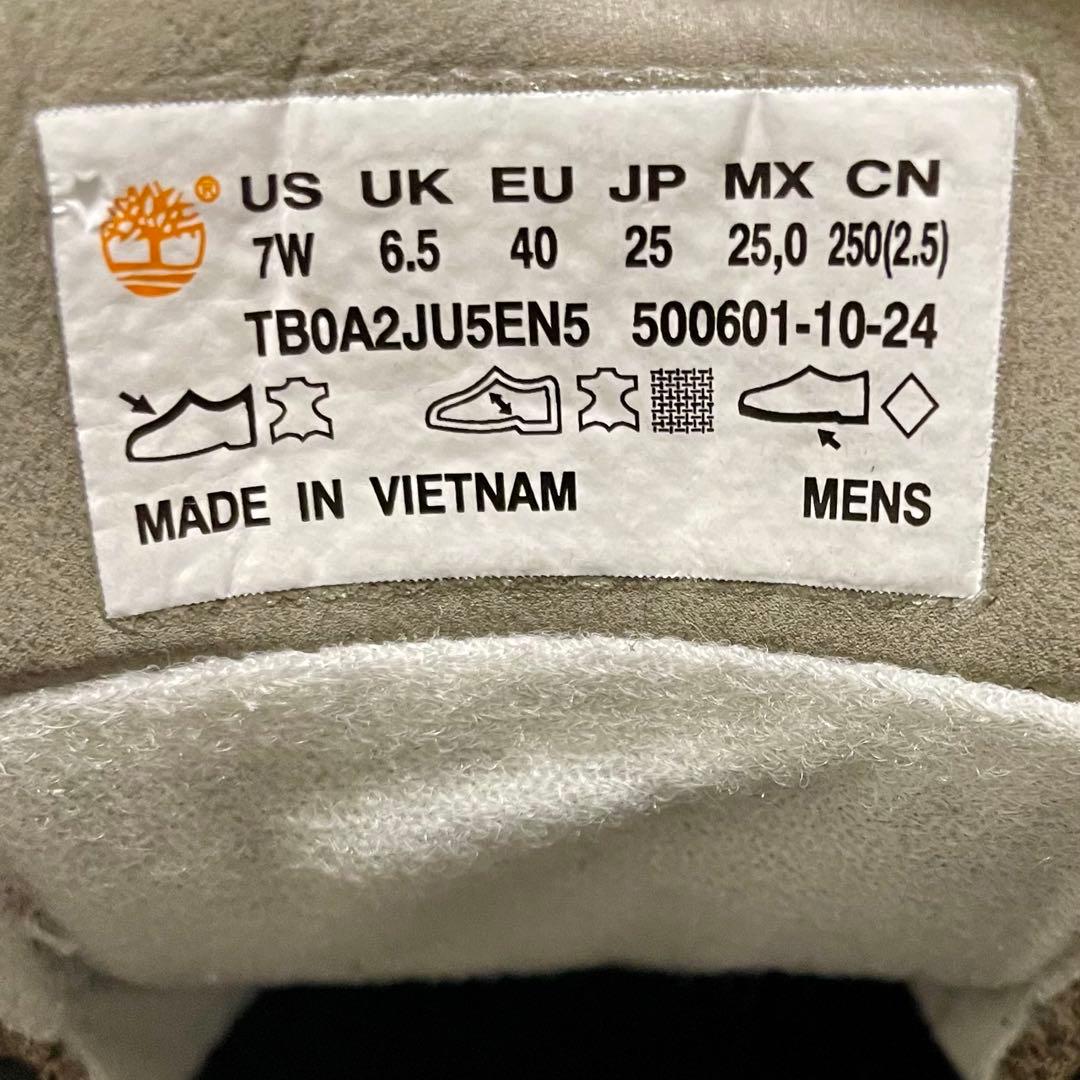 ® US UK EU JP MX CN
7W 6.5 40 25 25,0 250(2.5)
TB0A2JU5EN5 500601-10-24
MADE IN VIETNAM MENS